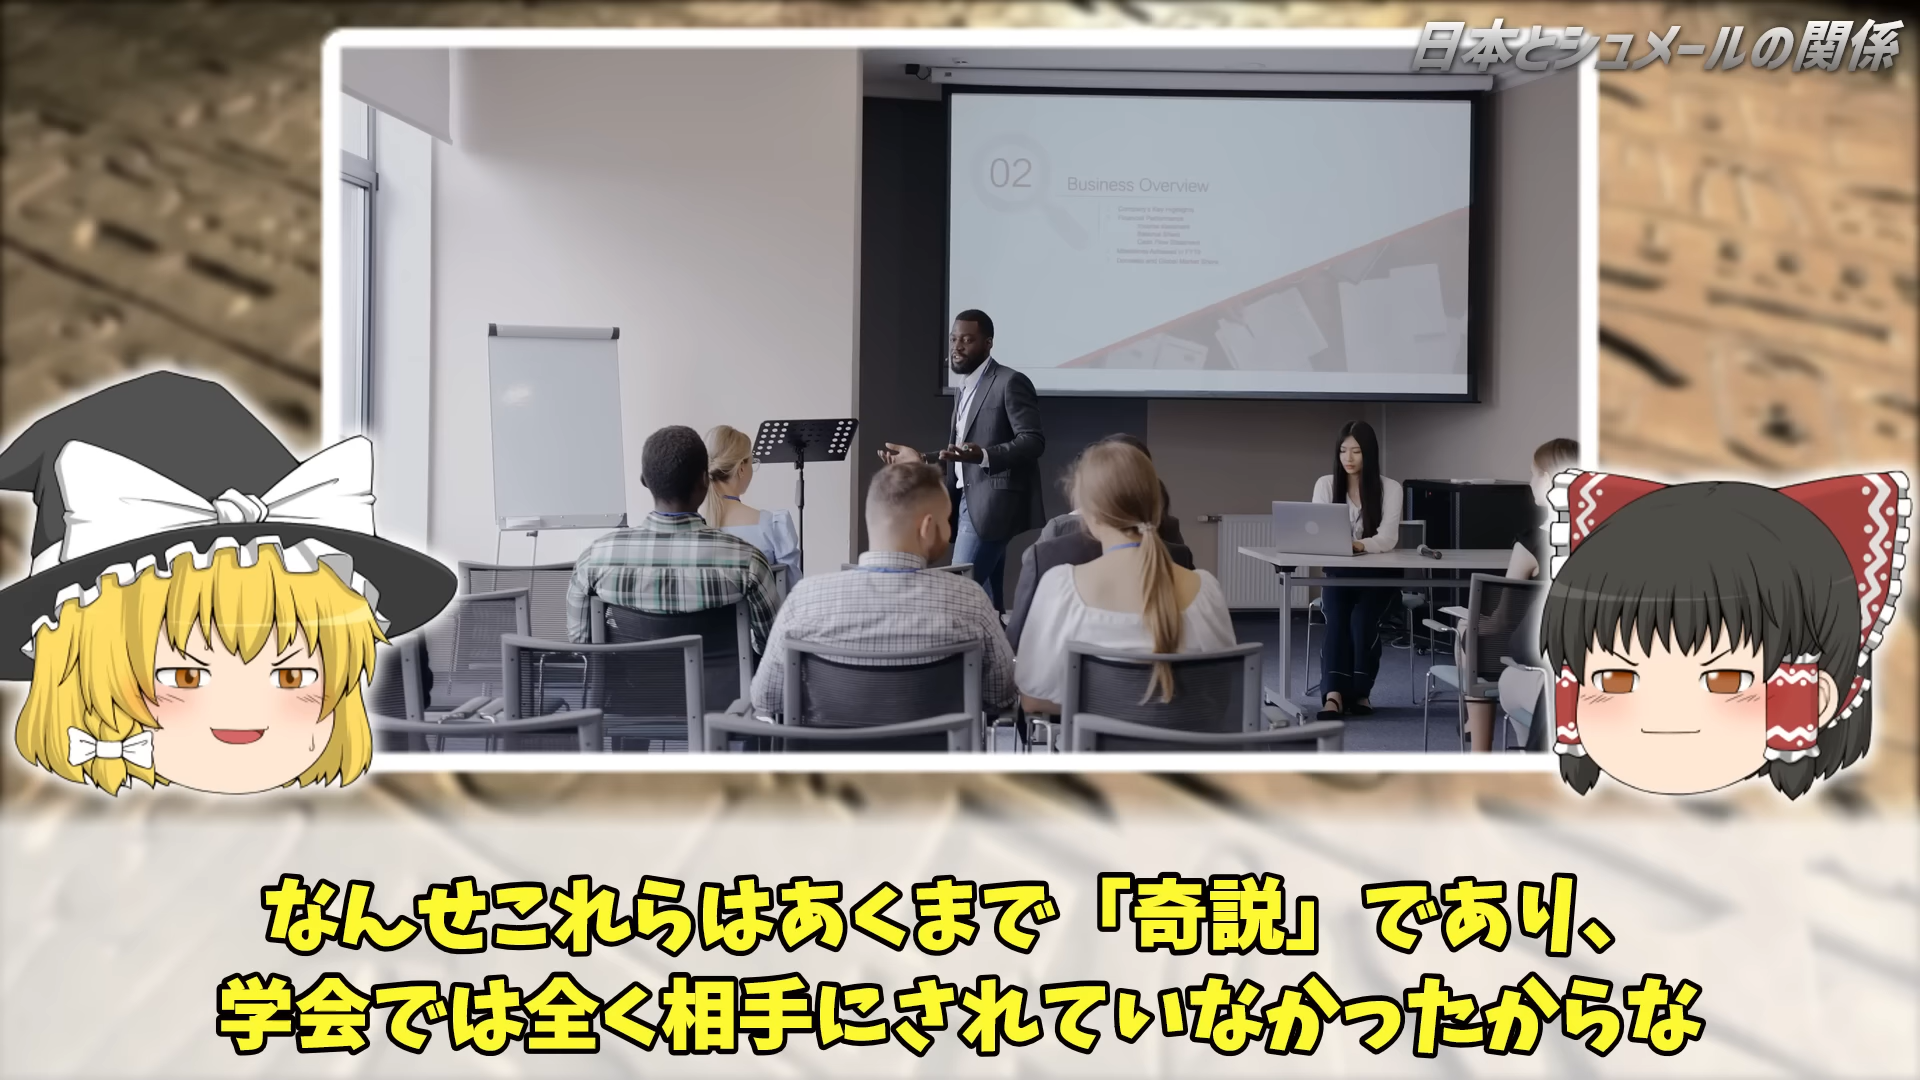 日本とシュメールの関係
02
Business Overview
なんせこれらはあくまで「奇説」であり、
学会では全く相手にされていなかったからな